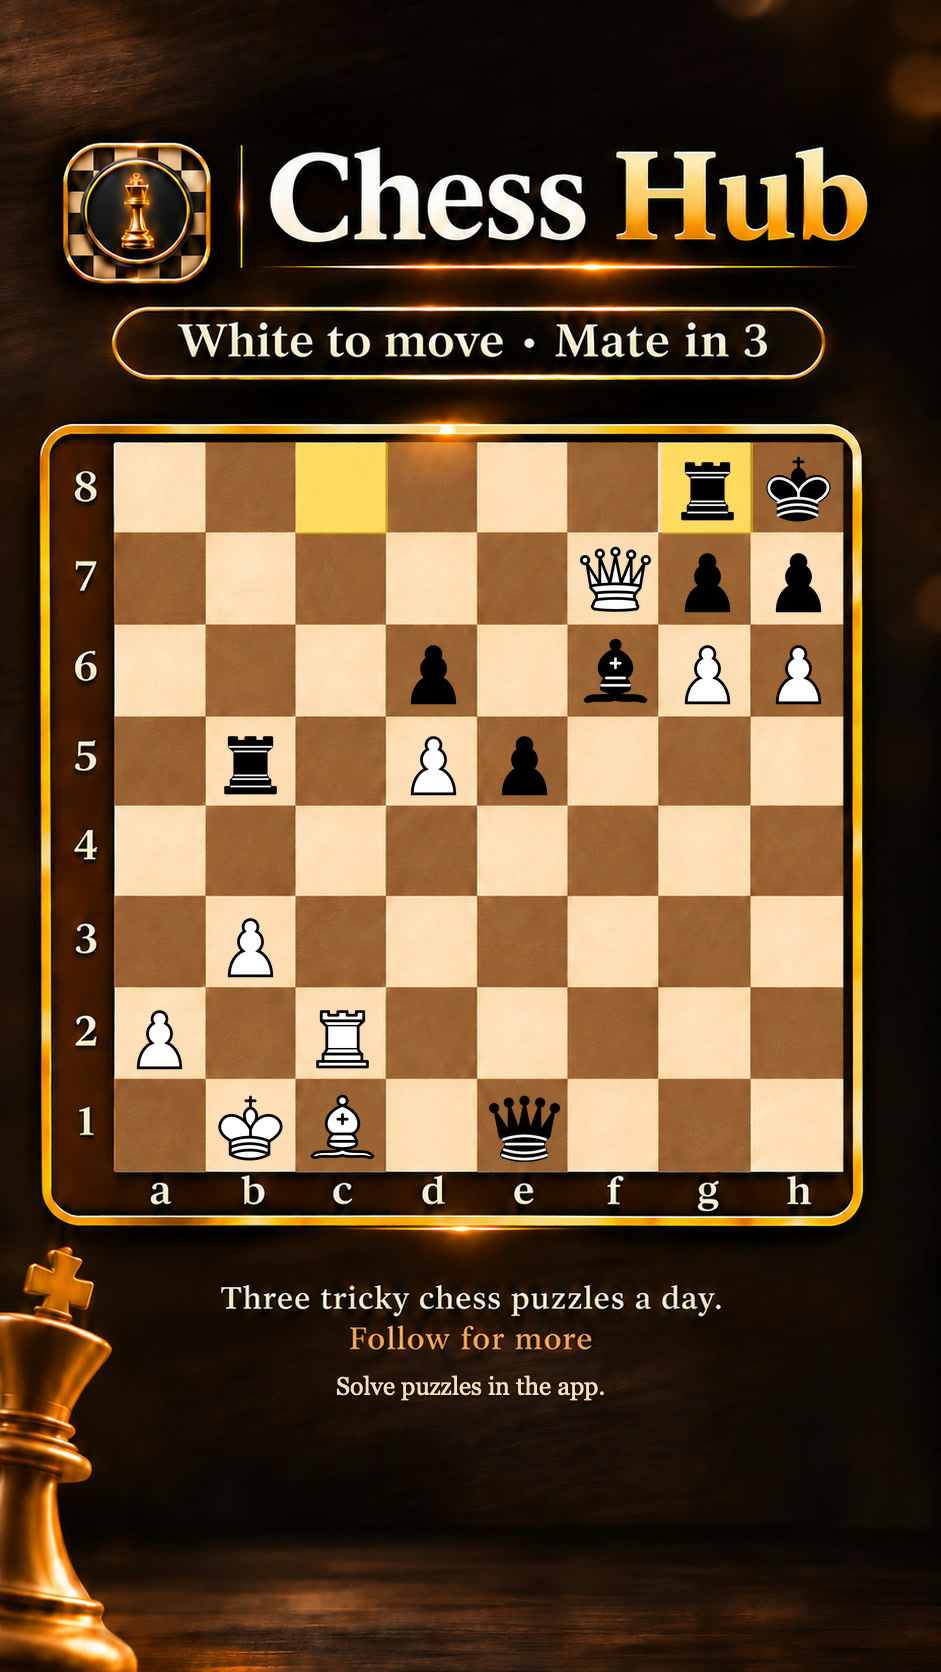 Chess Hub
White to move • Mate in 3
8
7
6
5
4
3
2
1
a b c d e f g h
Three tricky chess puzzles a day.
Follow for more
Solve puzzles in the app.